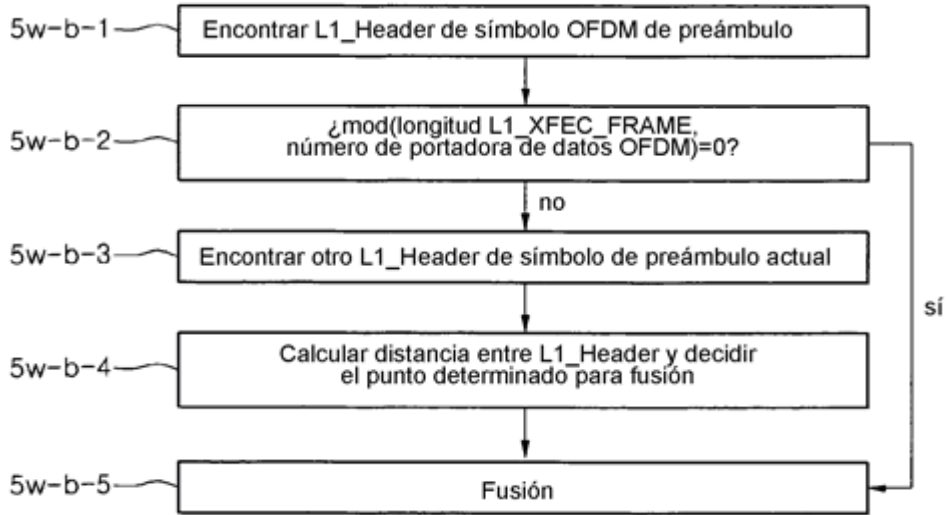 5w-b-1
Encontrar L1_Header de símbolo OFDM de preámbulo
5w-b-2
¿mod(longitud L1_XFEC_FRAME,
número de portadora de datos OFDM)=0?
no
5w-b-3
Encontrar otro L1_Header de símbolo de preámbulo actual
sí
5w-b-4
Calcular distancia entre L1_Header y decidir
el punto determinado para fusión
5w-b-5
Fusión